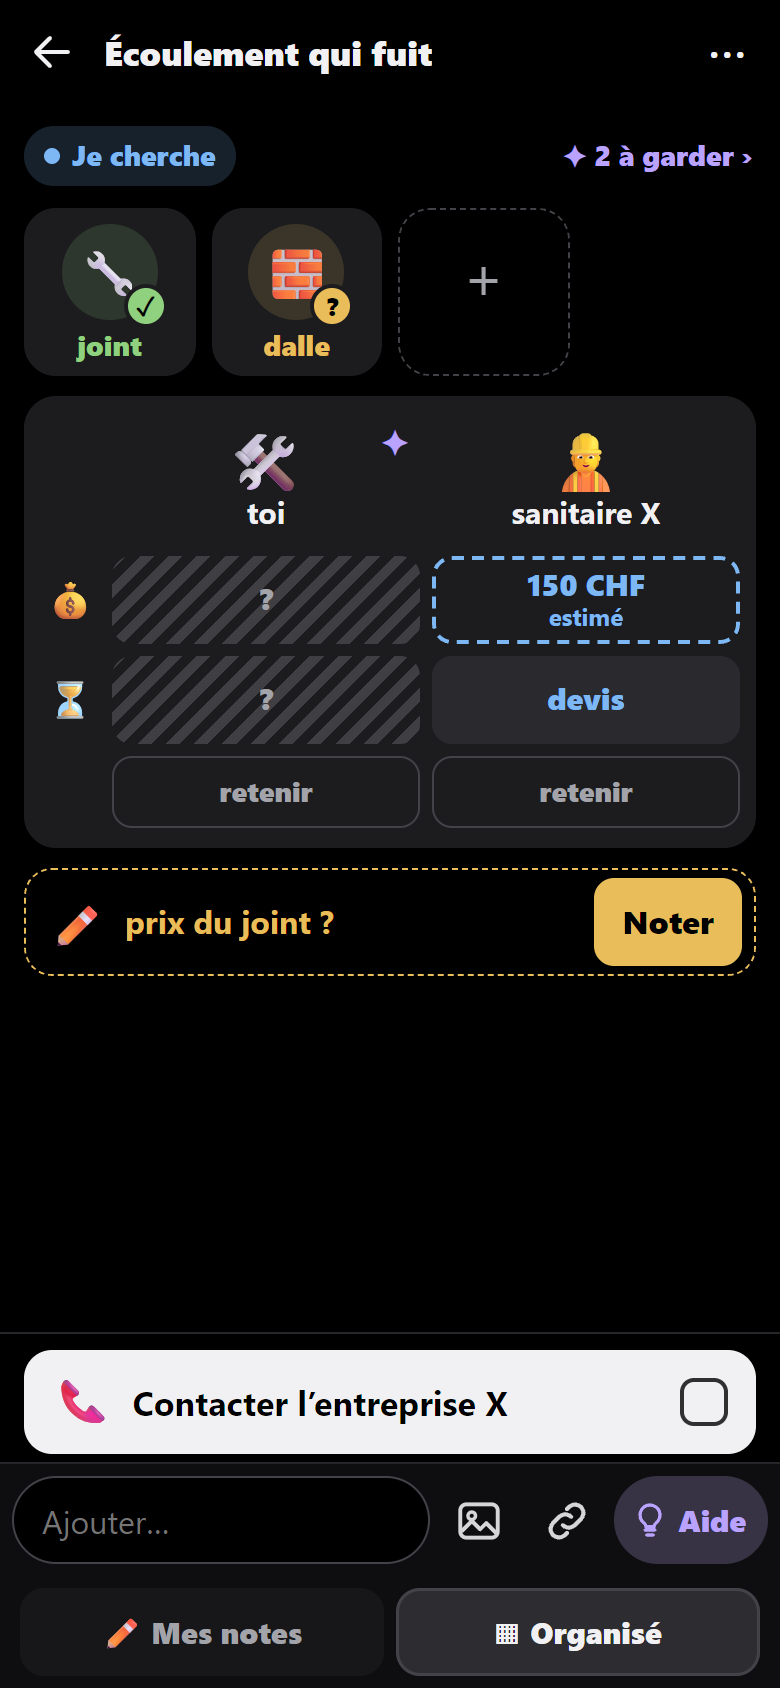 Écoulement qui fuit
Je cherche
2 à garder ›
joint
? 
dalle
+
toi
sanitaire X
?
150 CHF
estimé
?
devis
retenir
retenir
prix du joint ?
Noter
Contacter l’entreprise X
Ajouter...
Aide
Mes notes
Organisé